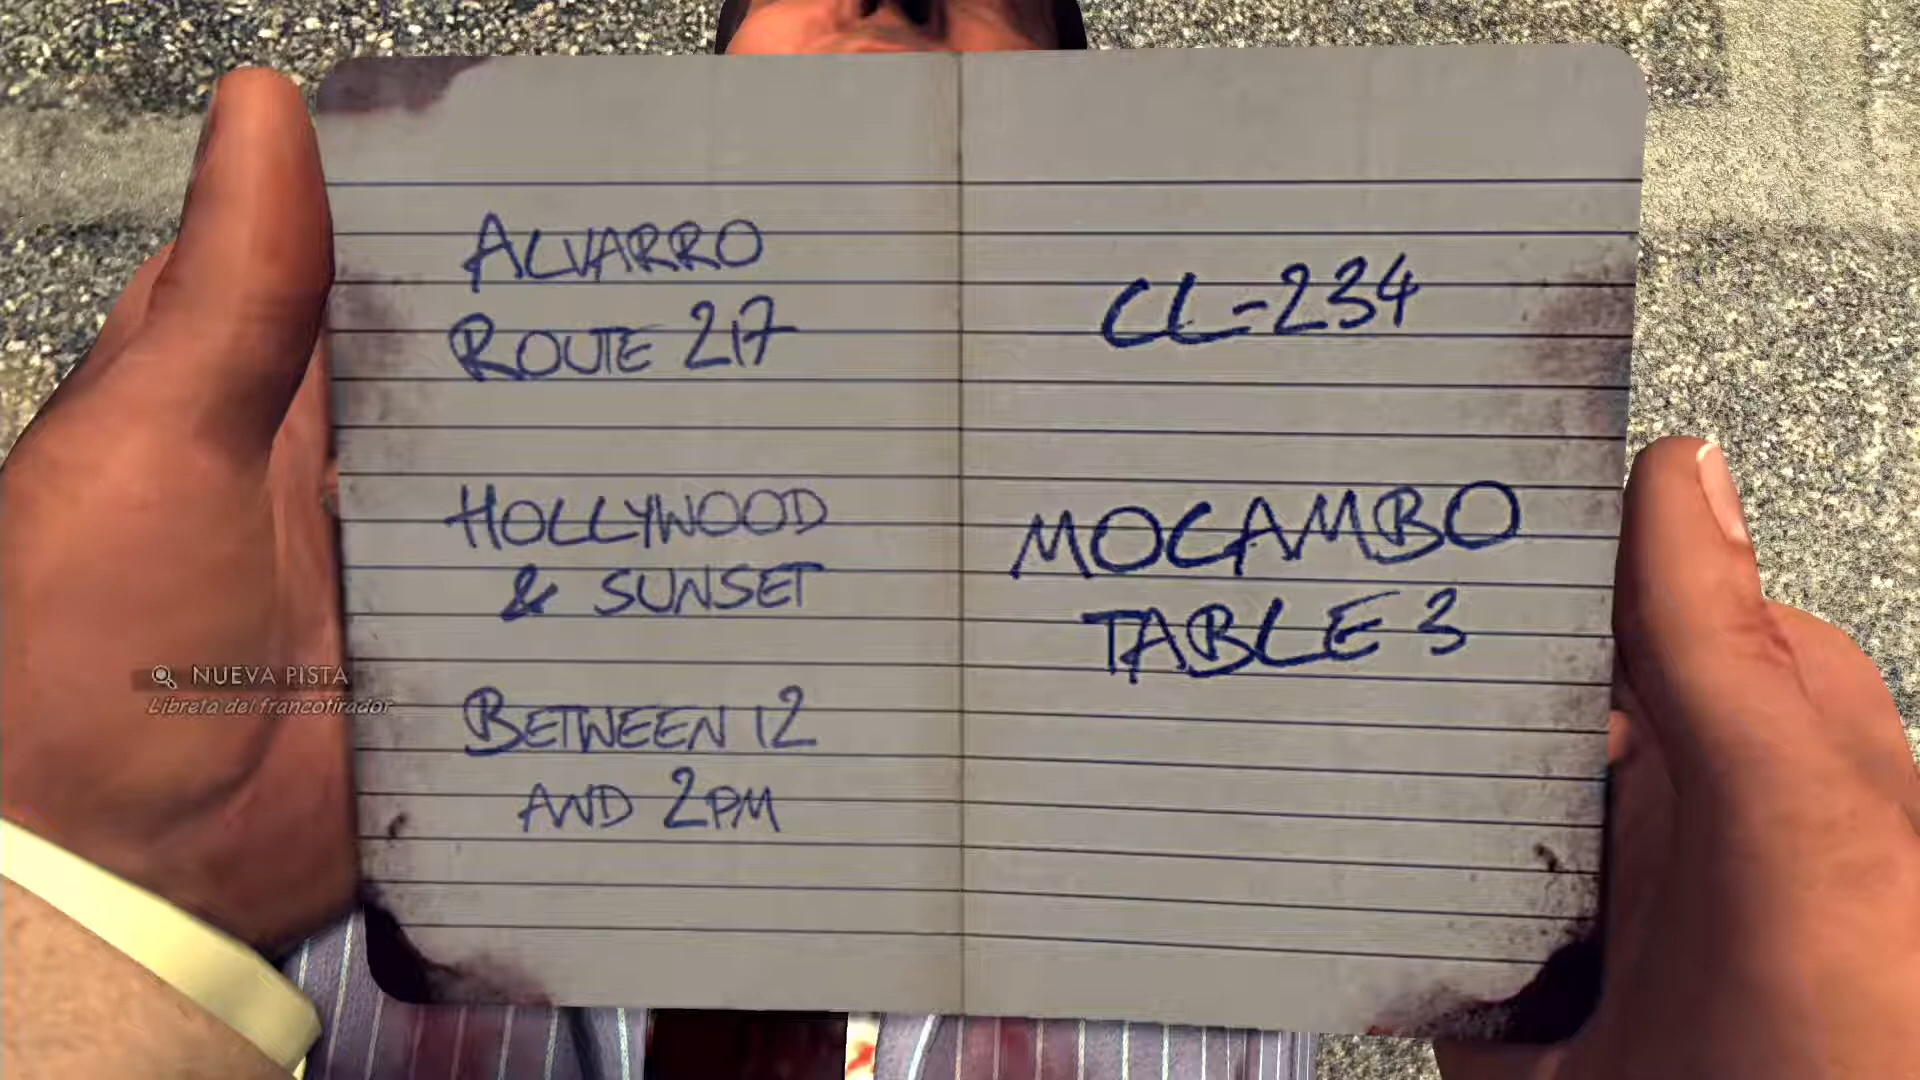 ALVARRO
ROUTE 217
HOLLYWOOD
& SUNSET
BETWEEN 12
AND 2PM
CL-234
MOCAMBO
TABLE 3
NUEVA PISTA
Libreta del francotirador